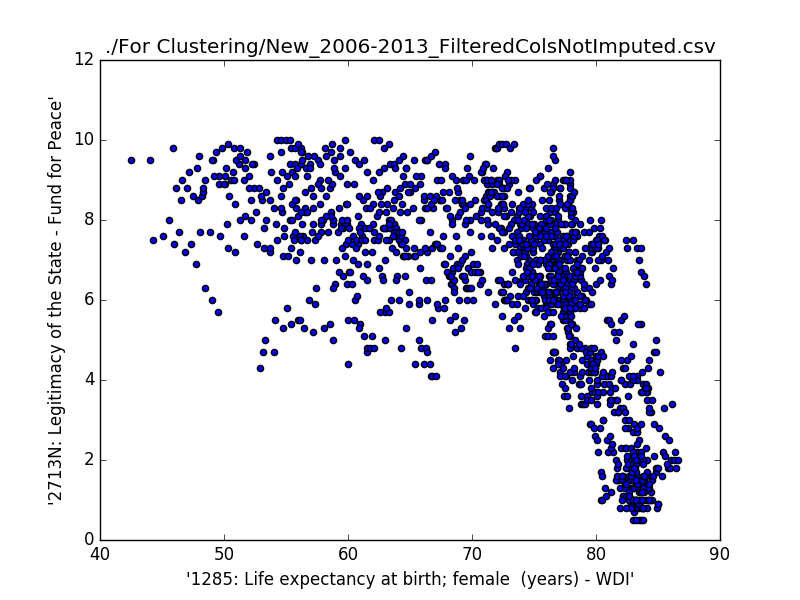 ./For Clustering/New_2006-2013_FilteredColsNotImputed.csv
12
10
8
6
4
2
0
'2713N: Legitimacy of the State - Fund for Peace'
40 50 60 70 80 90
'1285: Life expectancy at birth; female  (years) - WDI'